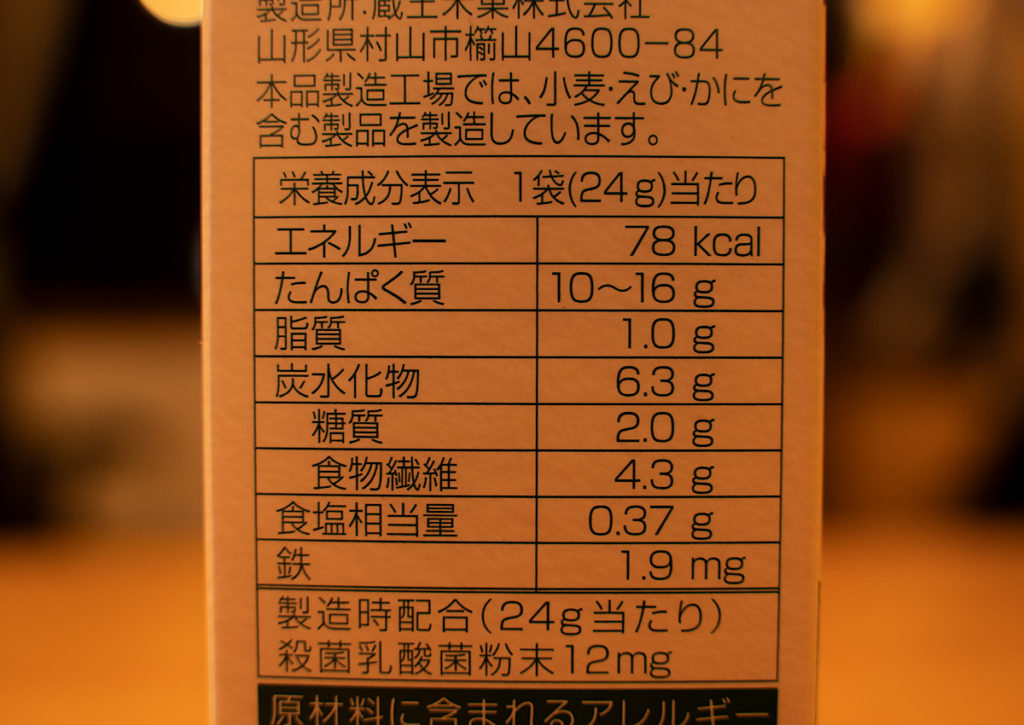 製造所:蔵王米菓株式会社
山形県村山市櫤山4600−84
本品製造工場では、小麦・えび・かにを
含む製品を製造しています。
栄養成分表示 1袋(24g)当たり
エネルギー 78 kcal
たんぱく質 10〜16 g
脂質 1.0 g
炭水化物 6.3 g
糖質 2.0 g
食物繊維 4.3 g
食塩相当量 0.37 g
鉄 1.9 mg
製造時配合(24g当たり)
殺菌乳酸菌粉末12mg
原材料に含まれるアレルギー